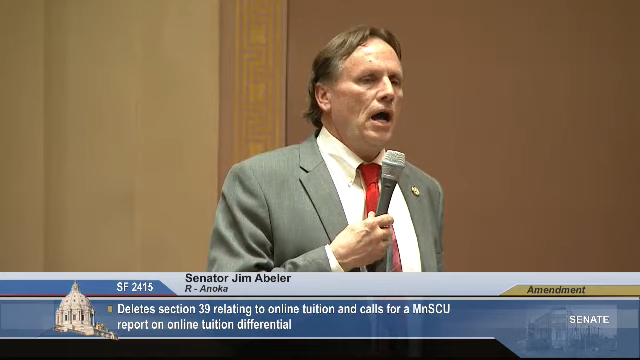 SF 2415
Senator Jim Abeler
R - Anoka
Amendment
Deletes section 39 relating to online tuition and calls for a MnSCU
report on online tuition differential
SENATE